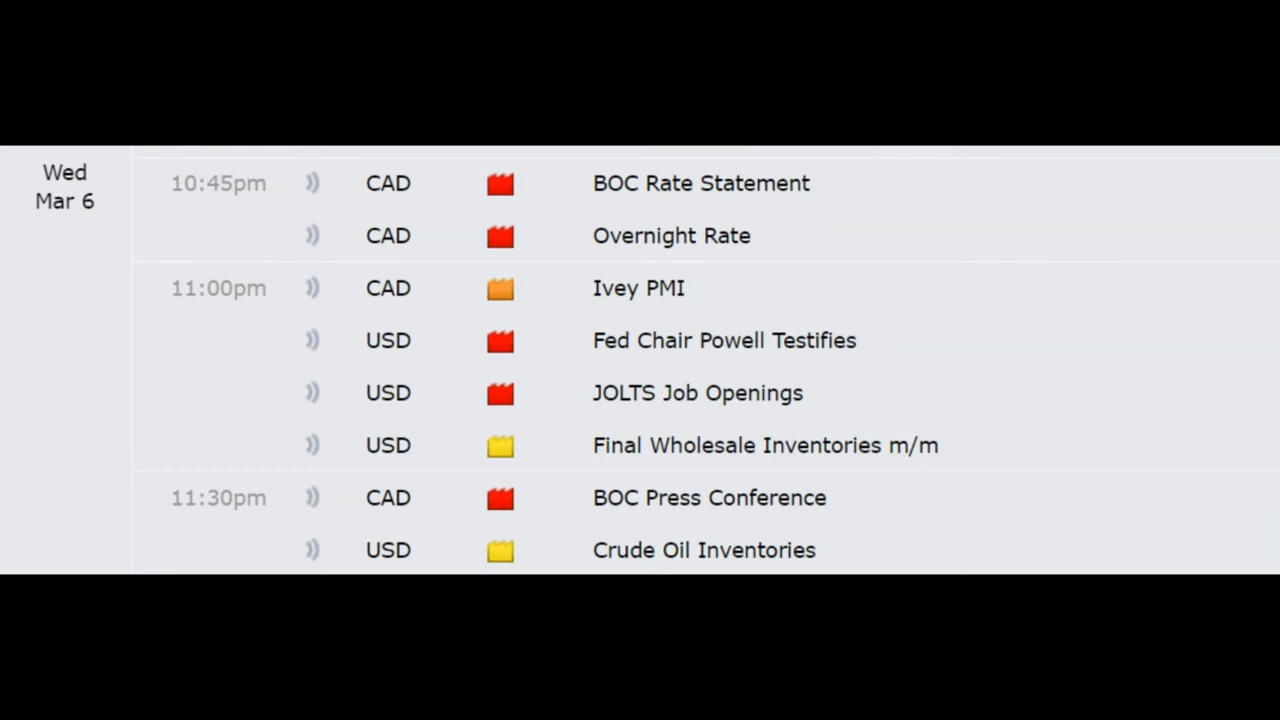 Wed
Mar 6
10:45pm CAD BOC Rate Statement
CAD Overnight Rate
11:00pm CAD Ivey PMI
USD Fed Chair Powell Testifies
USD JOLTS Job Openings
USD Final Wholesale Inventories m/m
11:30pm CAD BOC Press Conference
USD Crude Oil Inventories